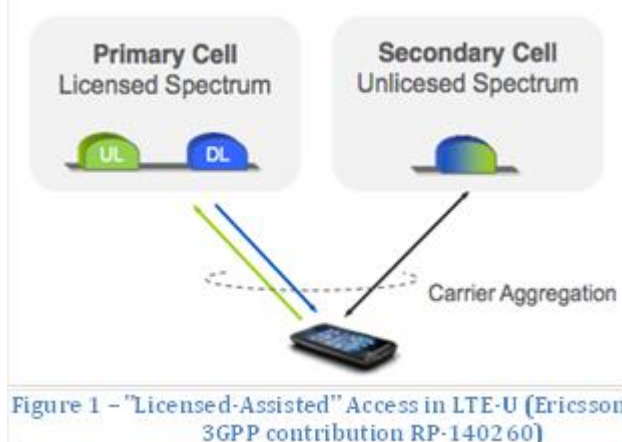 Primary Cell
Licensed Spectrum
Secondary Cell
Unlicesed Spectrum
UL
DL
Carrier Aggregation
Figure 1 – "Licensed-Assisted" Access in LTE-U (Ericsson
3GPP contribution RP-140260)